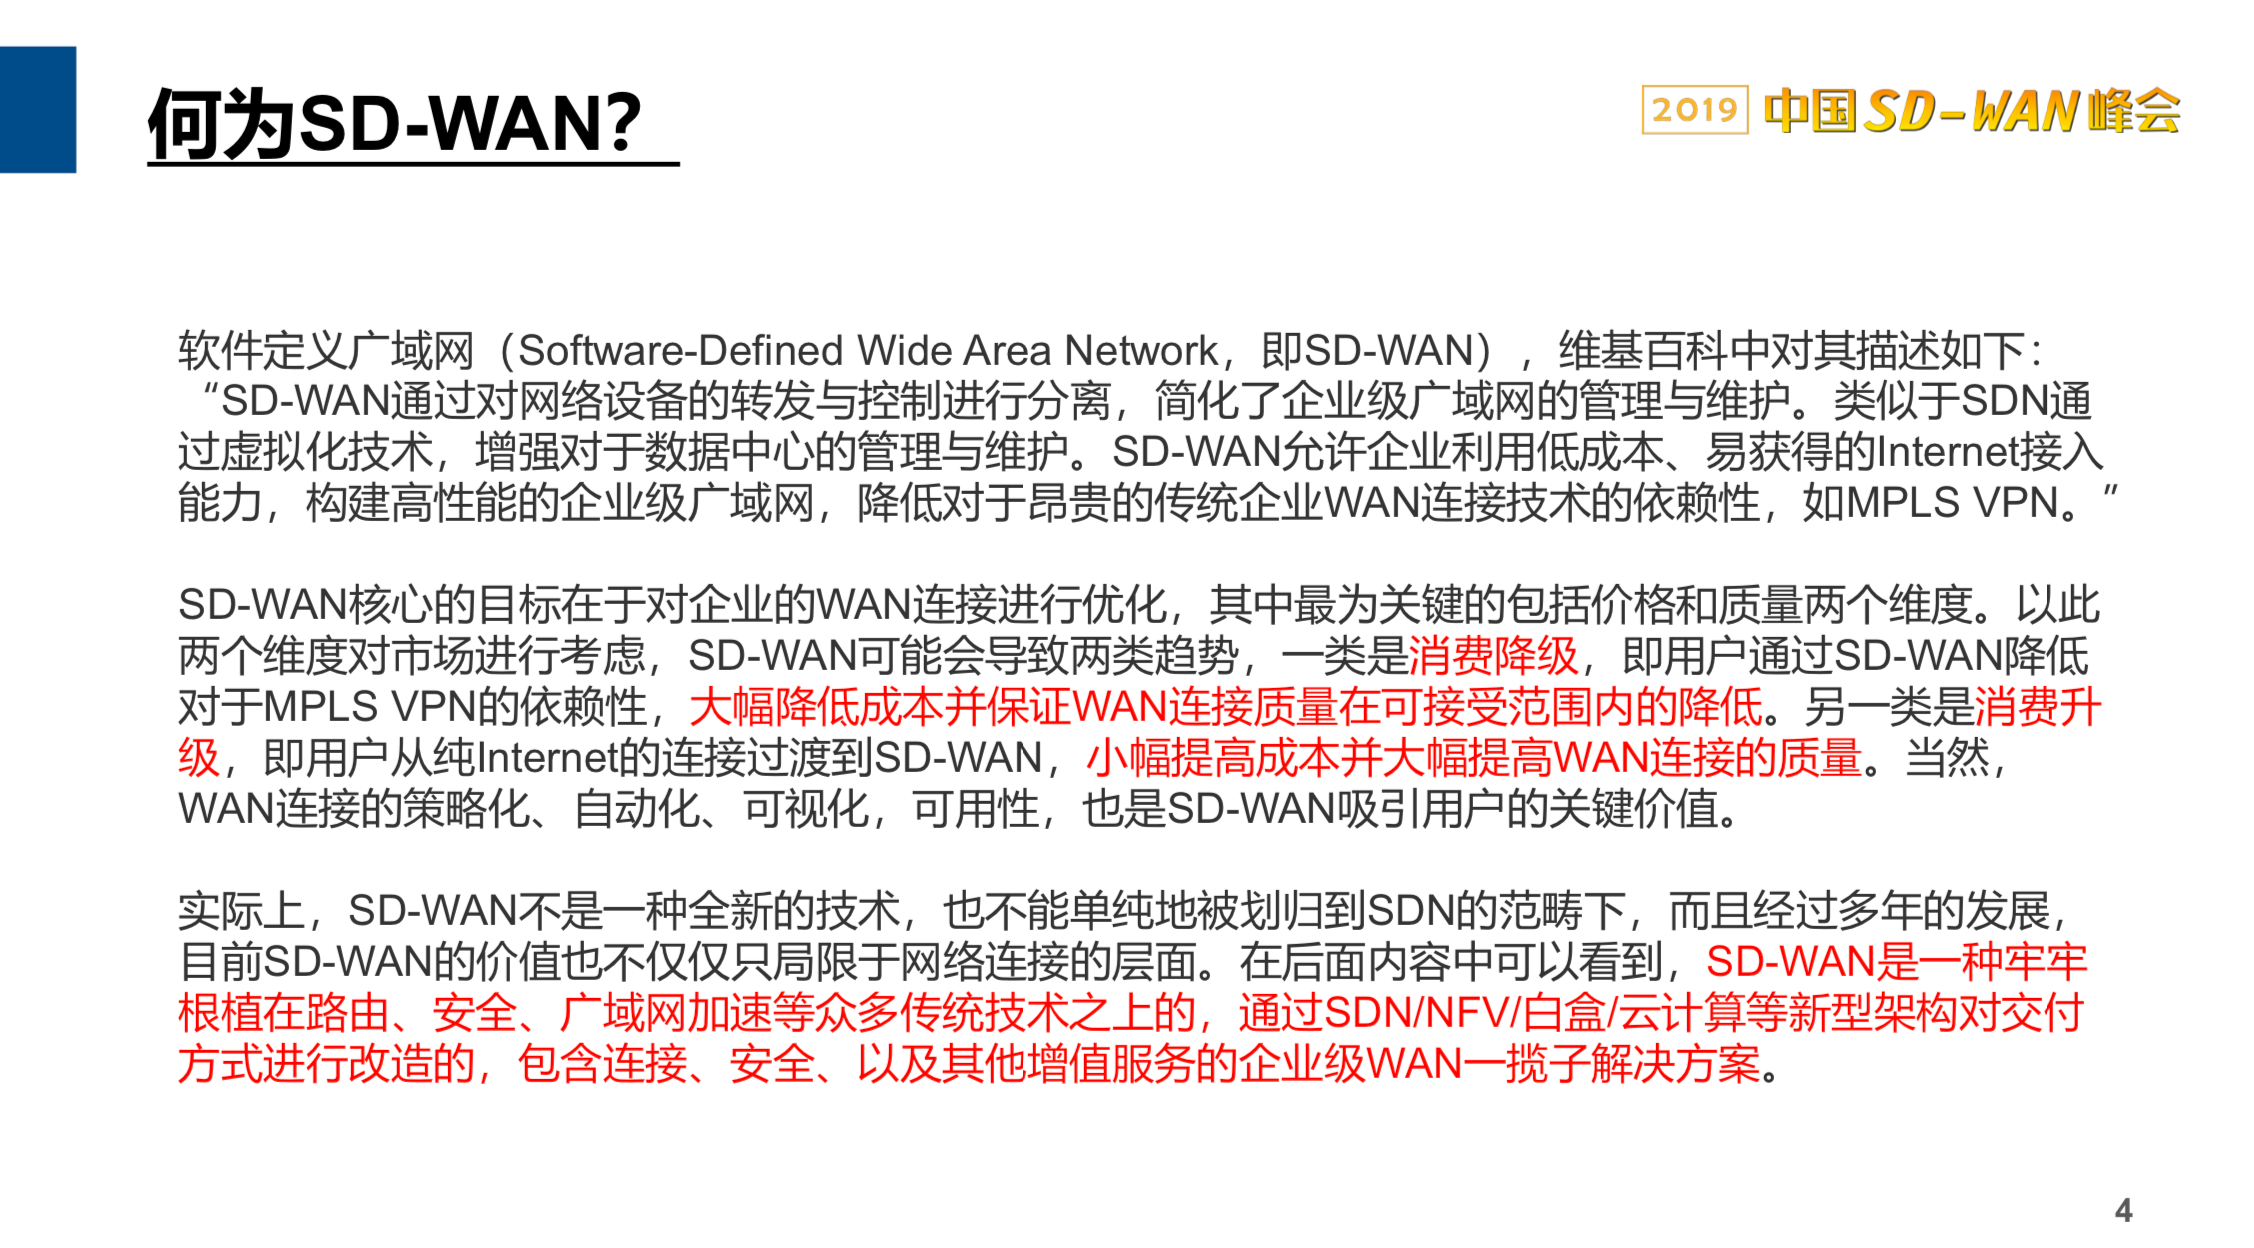 何为SD-WAN？
2019 中国SD-WAN峰会
软件定义广域网（Software-Defined Wide Area Network，即SD-WAN），维基百科中对其描述如下：
“SD-WAN通过对网络设备的转发与控制进行分离，简化了企业级广域网的管理与维护。类似于SDN通
过虚拟化技术，增强对于数据中心的管理与维护。SD-WAN允许企业利用低成本、易获得的Internet接入
能力，构建高性能的企业级广域网，降低对于昂贵的传统企业WAN连接技术的依赖性，如MPLS VPN。”
SD-WAN核心的目标在于对企业的WAN连接进行优化，其中最为关键的包括价格和质量两个维度。以此
两个维度对市场进行考虑，SD-WAN可能会导致两类趋势，一类是消费降级，即用户通过SD-WAN降低
对于MPLS VPN的依赖性，大幅降低成本并保证WAN连接质量在可接受范围内的降低。另一类是消费升
级，即用户从纯Internet的连接过渡到SD-WAN，小幅提高成本并大幅提高WAN连接的质量。当然，
WAN连接的策略化、自动化、可视化，可用性，也是SD-WAN吸引用户的关键价值。
实际上，SD-WAN不是一种全新的技术，也不能单纯地被划归到SDN的范畴下，而且经过多年的发展，
目前SD-WAN的价值也不仅仅只局限于网络连接的层面。在后面内容中可以看到，SD-WAN是一种牢牢
根植在路由、安全、广域网加速等众多传统技术之上的，通过SDN/NFV/白盒/云计算等新型架构对交付
方式进行改造的，包含连接、安全、以及其他增值服务的企业级WAN一揽子解决方案。
4